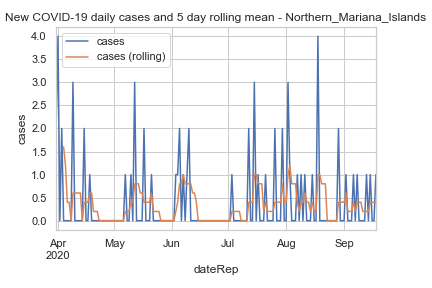 New COVID-19 daily cases and 5 day rolling mean - Northern_Mariana_Islands
cases
cases (rolling)
4.0
3.5
3.0
2.5
2.0
1.5
1.0
0.5
0.0
cases
Apr
2020
May
Jun
Jul
Aug
Sep
dateRep